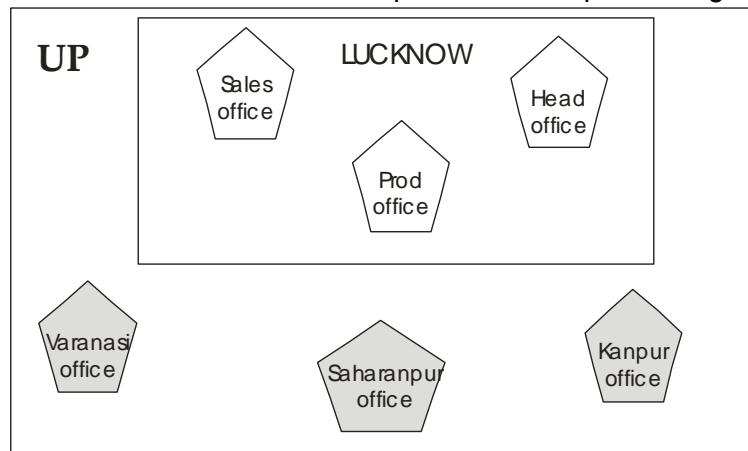 UP
LUCKNOW
Sales
office
Head
office
Prod
office
Varanasi
office
Saharanpur
office
Kanpur
office